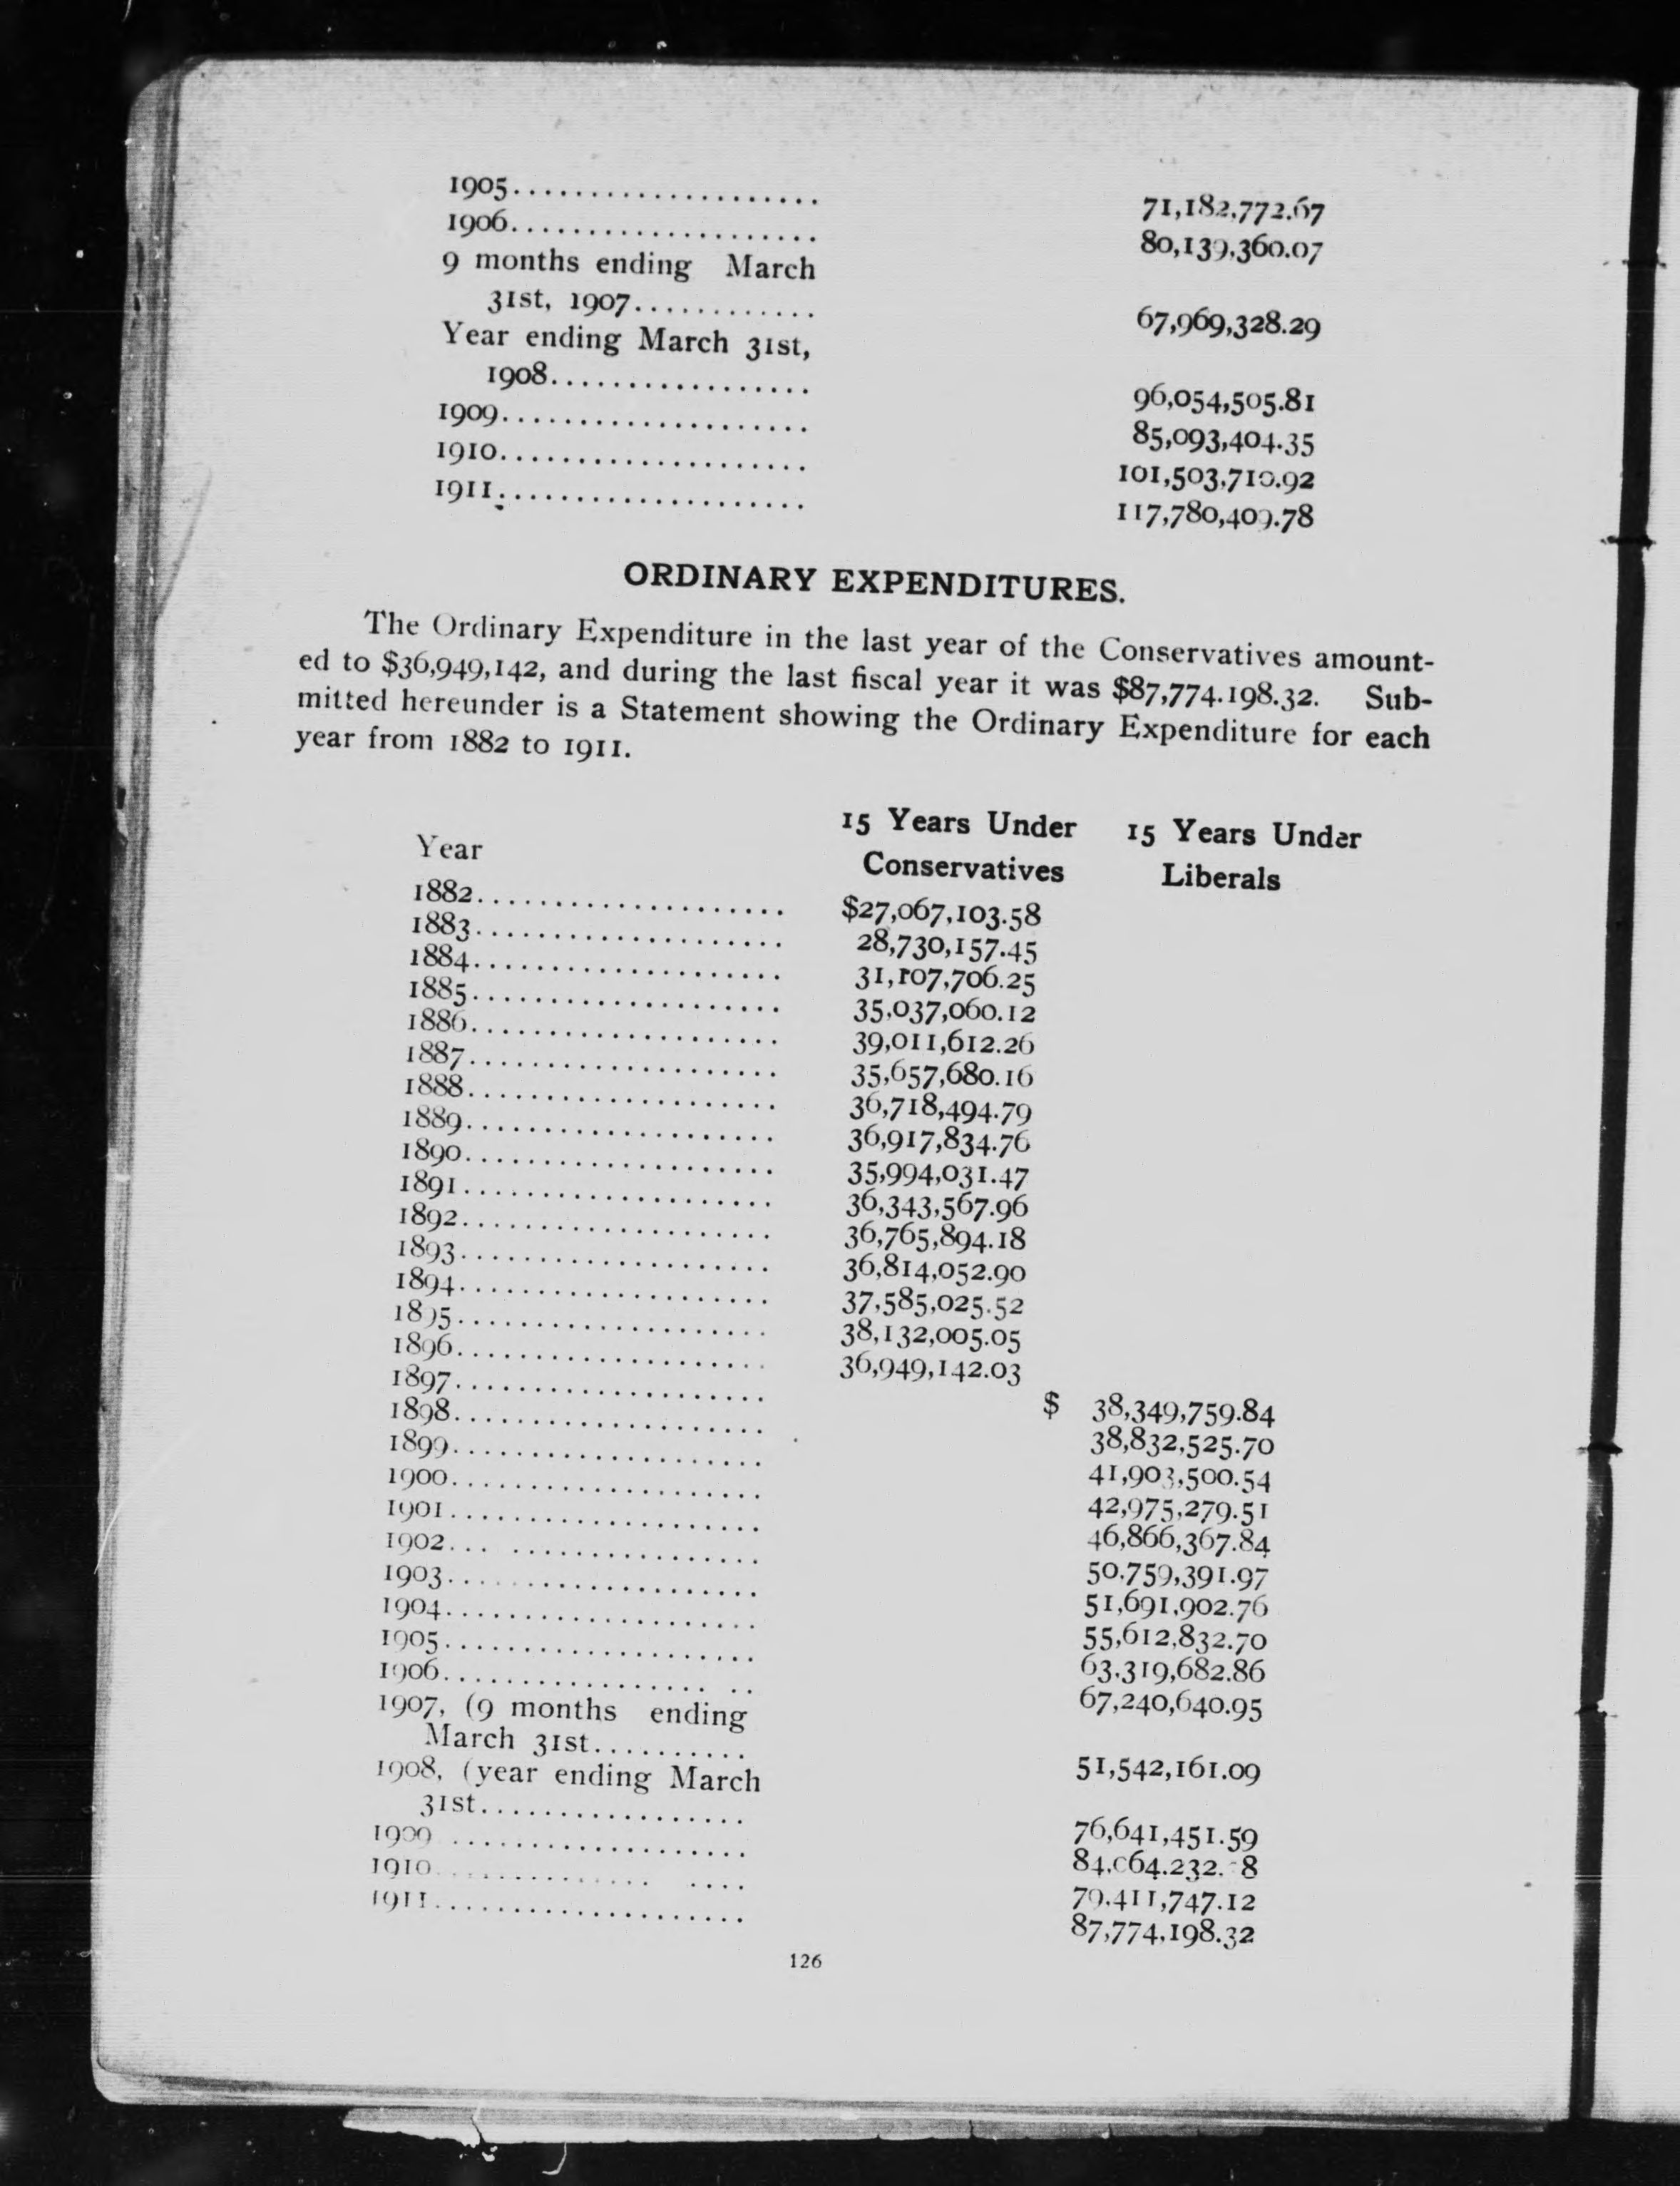 1905.................... 71,182,772.67
1906.................... 80,139,360.07
9 months ending March
31st, 1907............ 67,969,328.29
Year ending March 31st,
1908................. 96,054,505.81
1909.................... 85,093,404.35
1910.................... 101,503,710.92
1911.................... 117,780,409.78
ORDINARY EXPENDITURES.
The Ordinary Expenditure in the last year of the Conservatives amount-
ed to $36,949,142, and during the last fiscal year it was $87,774.198.32. Sub-
mitted hereunder is a Statement showing the Ordinary Expenditure for each
year from 1882 to 1911.
15 Years Under 15 Years Under
Year Conservatives Liberals
1882.................... $27,067,103.58
1883.................... 28,730,157.45
1884.................... 31,107,706.25
1885.................... 35,037,060.12
1886.................... 39,011,612.26
1887.................... 35,657,680.16
1888.................... 36,718,494.79
1889.................... 36,917,834.76
1890.................... 35,994,031.47
1891.................... 36,343,567.96
1892.................... 36,765,894.18
1893.................... 36,814,052.90
1894.................... 37,585,025.52
1895.................... 38,132,005.05
1896.................... 36,949,142.03
1897.................... $ 38,349,759.84
1898.................... 38,832,525.70
1899.................... 41,903,500.54
1900.................... 42,975,279.51
1901.................... 46,866,367.84
1902... ................ 50,759,391.97
1903.................... 51,691,902.76
1904.................... 55,612,832.70
1905.................... 63,319,682.86
1906................. .. 67,240,640.95
1907, (9 months ending
March 31st.......... 51,542,161.09
1908, (year ending March
31st................. 76,641,451.59
1909 ...................
1910.............. .... 79,411,747.12
1911.................... 87,774,198.32
126